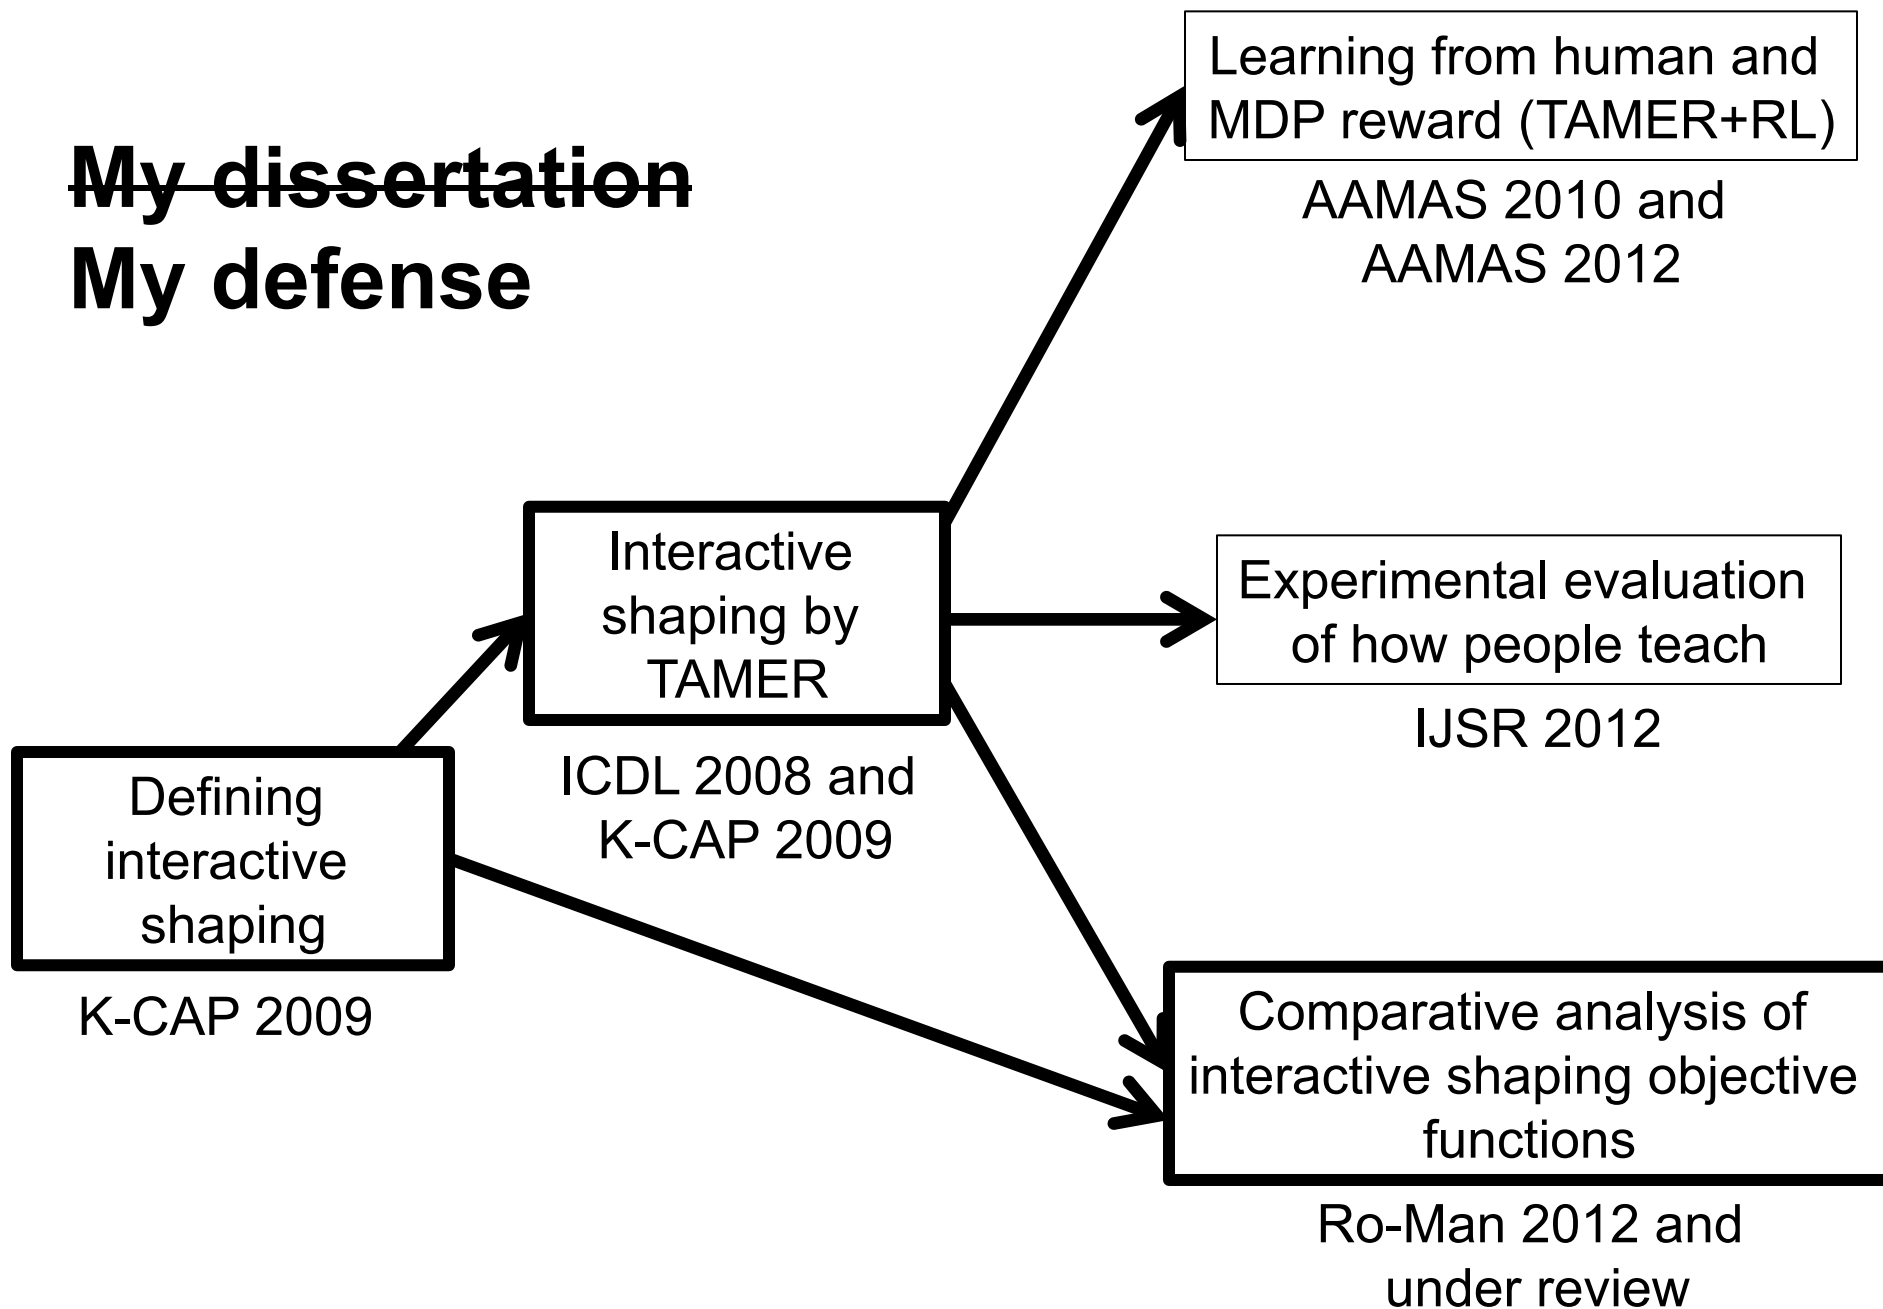 My dissertation
My defense
Learning from human and
MDP reward (TAMER+RL)
AAMAS 2010 and
AAMAS 2012
Interactive
shaping by
TAMER
ICDL 2008 and
K-CAP 2009
Experimental evaluation
of how people teach
IJSR 2012
Defining
interactive
shaping
K-CAP 2009
Comparative analysis of
interactive shaping objective
functions
Ro-Man 2012 and
under review